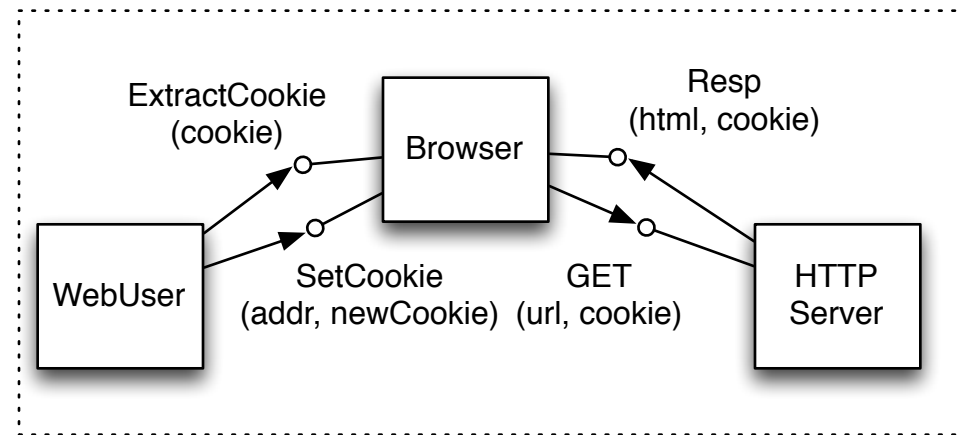 ExtractCookie
(cookie)
Browser
Resp
(html, cookie)
WebUser
SetCookie
(addr, newCookie)
GET
(url, cookie)
HTTP
Server